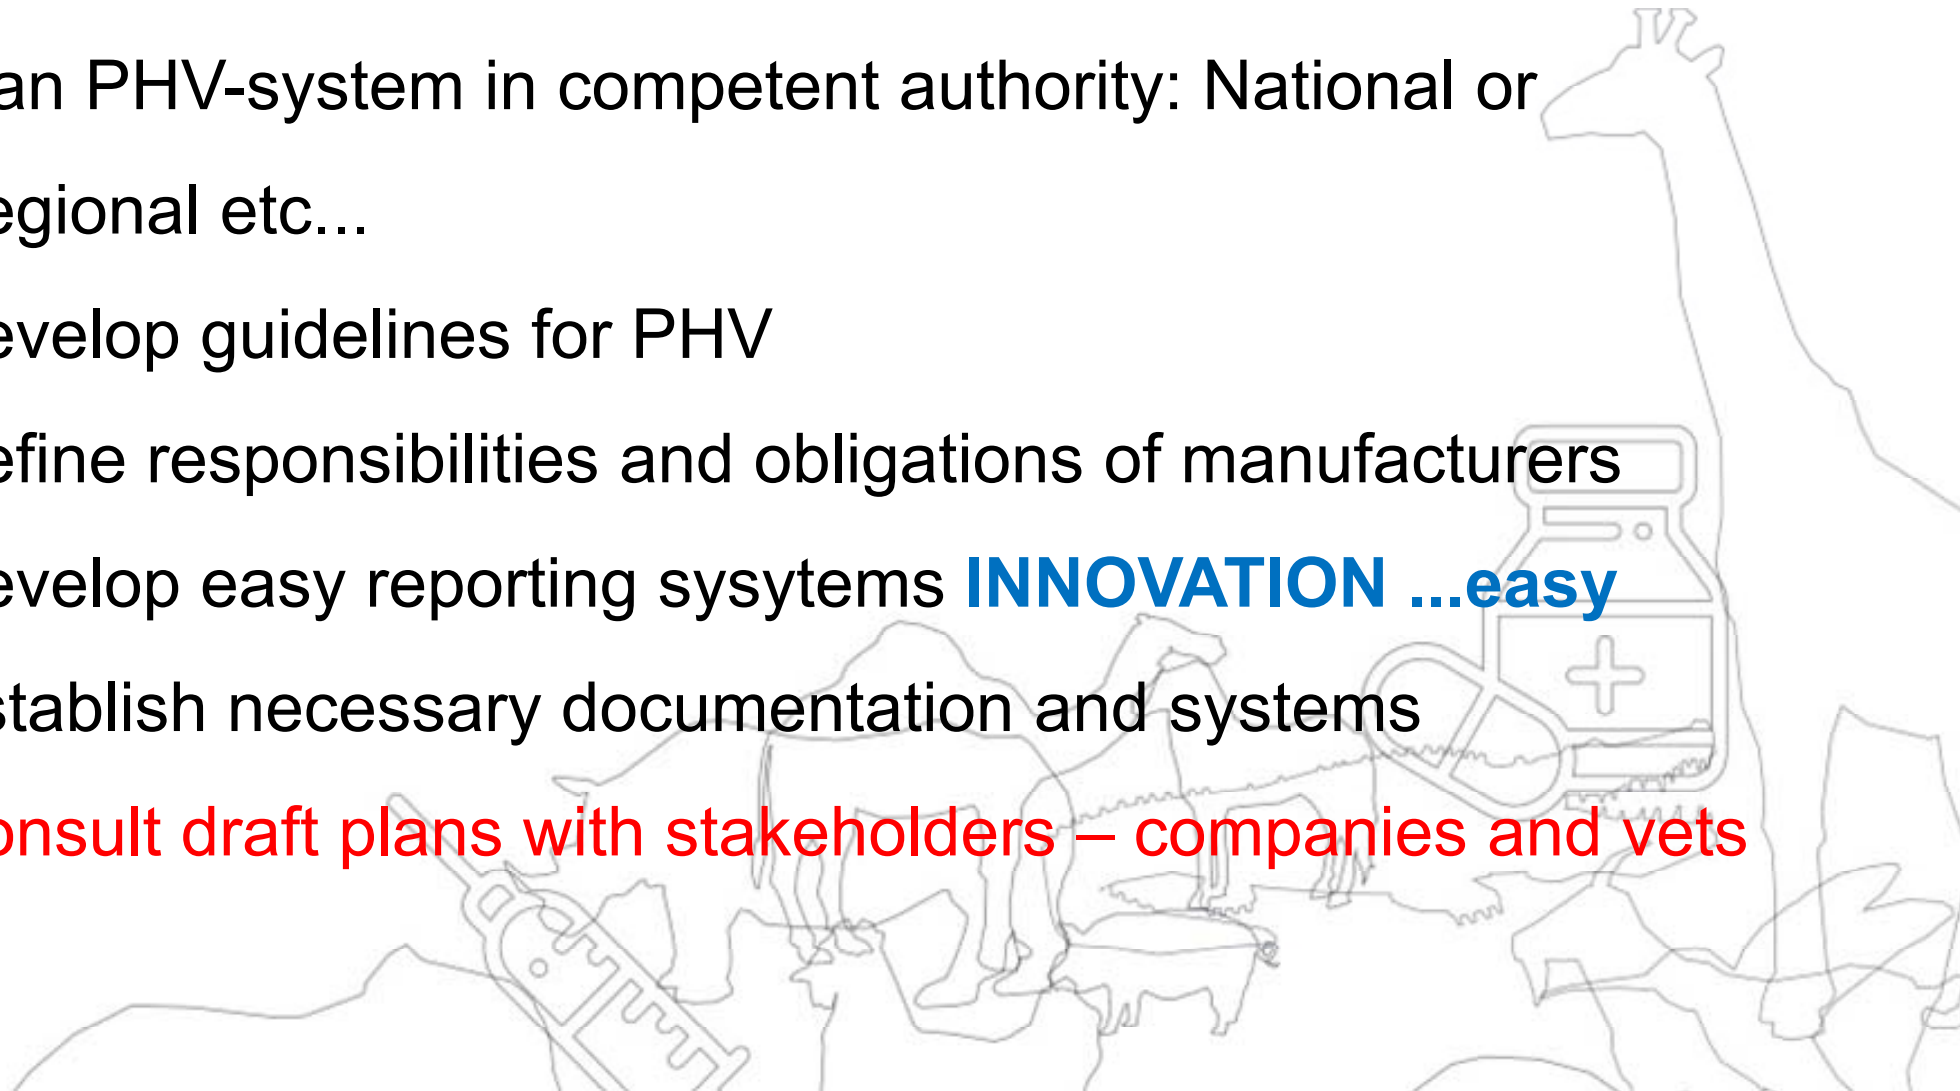 an PHV-system in competent authority: National or
egional etc...
evelop guidelines for PHV
efine responsibilities and obligations of manufacturers
evelop easy reporting sysytems INNOVATION ...easy
stablish necessary documentation and systems
onsult draft plans with stakeholders – companies and vets